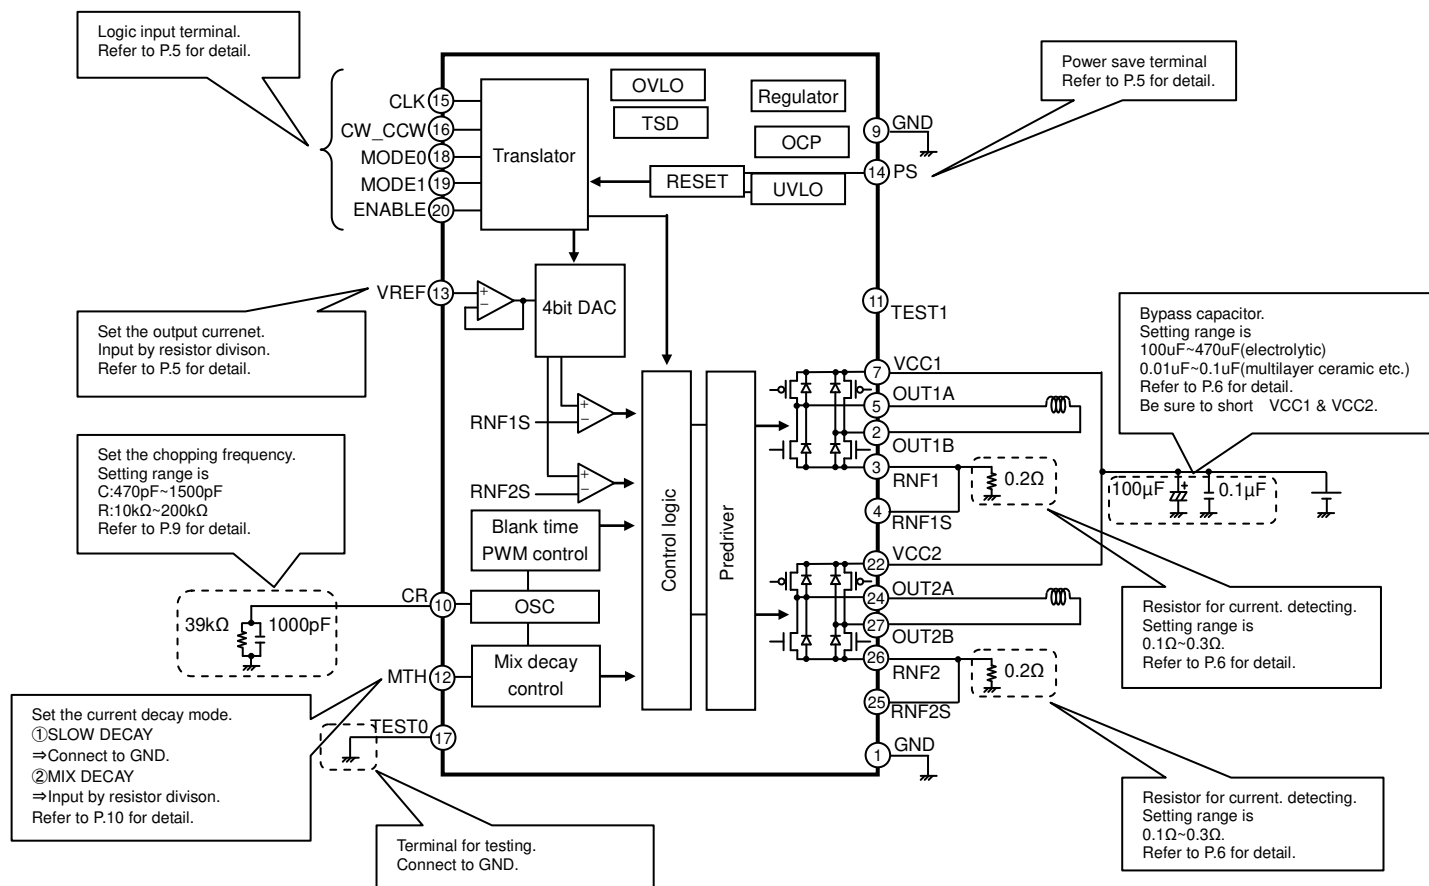 Logic input terminal.
Refer to P.5 for detail.
Power save terminal
Refer to P.5 for detail.
CLK 15
CW_CCW 16
MODE0 18
MODE1 19
ENABLE 20
Translator
OVLO
TSD
Regulator
OCP
RESET
UVLO
9 GND
14 PS
VREF 13
+
−
4bit DAC
11
TEST1
Set the output currenet.
Input by resistor divison.
Refer to P.5 for detail.
Bypass capacitor.
Setting range is
100uF~470uF(electrolytic)
0.01uF~0.1uF(multilayer ceramic etc.)
Refer to P.6 for detail.
Be sure to short VCC1 & VCC2.
RNF1S
+
−
RNF2S
+
−
Control logic
Predriver
7 VCC1
5 OUT1A
2 OUT1B
3 RNF1
4 RNF1S
0.2Ω
100µF
+
0.1µF
Set the chopping frequency.
Setting range is
C:470pF~1500pF
R:10kΩ~200kΩ
Refer to P.9 for detail.
Blank time
PWM control
OSC
Mix decay
control
CR 10
39kΩ
1000pF
MTH 12
TEST0
17
22 VCC2
24 OUT2A
27 OUT2B
26 RNF2
25 RNF2S
0.2Ω
1 GND
Resistor for current. detecting.
Setting range is
0.1Ω~0.3Ω.
Refer to P.6 for detail.
Set the current decay mode.
①SLOW DECAY
⇒Connect to GND.
②MIX DECAY
⇒Input by resistor divison.
Refer to P.10 for detail.
Terminal for testing.
Connect to GND.
Resistor for current. detecting.
Setting range is
0.1Ω~0.3Ω.
Refer to P.6 for detail.